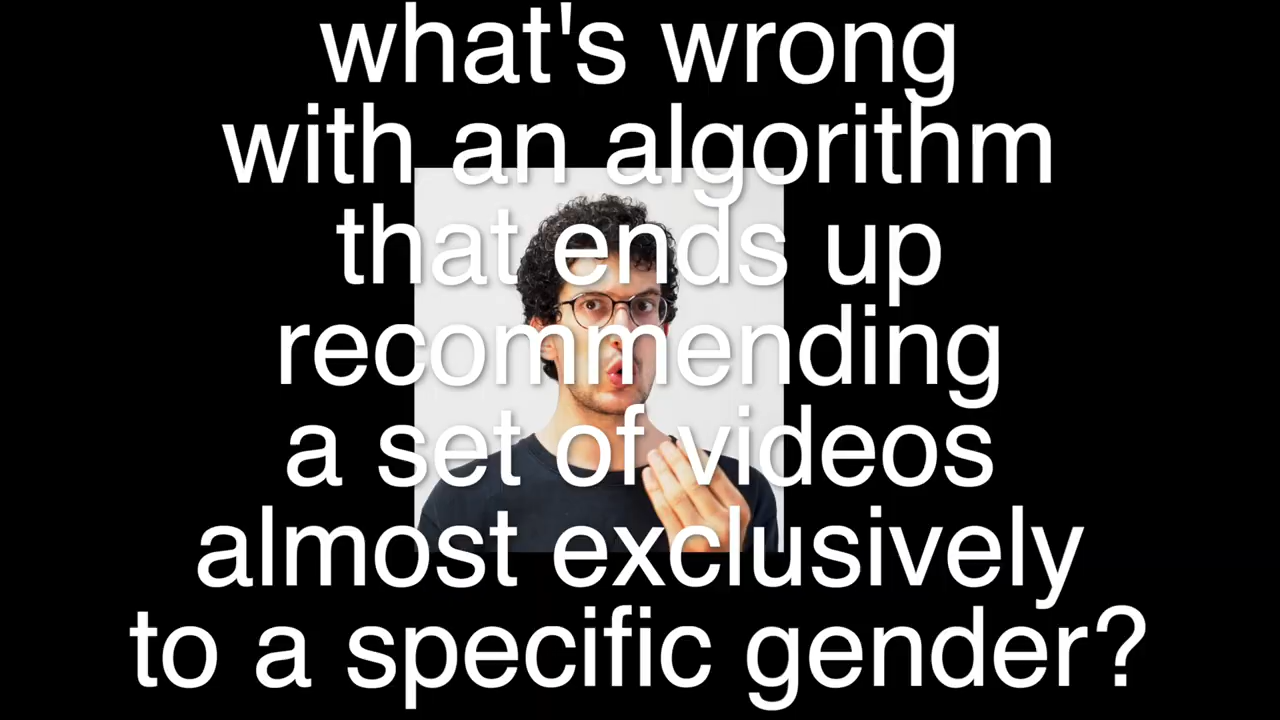 what's wrong
with an algorithm
that ends up
recommending
a set of videos
almost exclusively
to a specific gender?